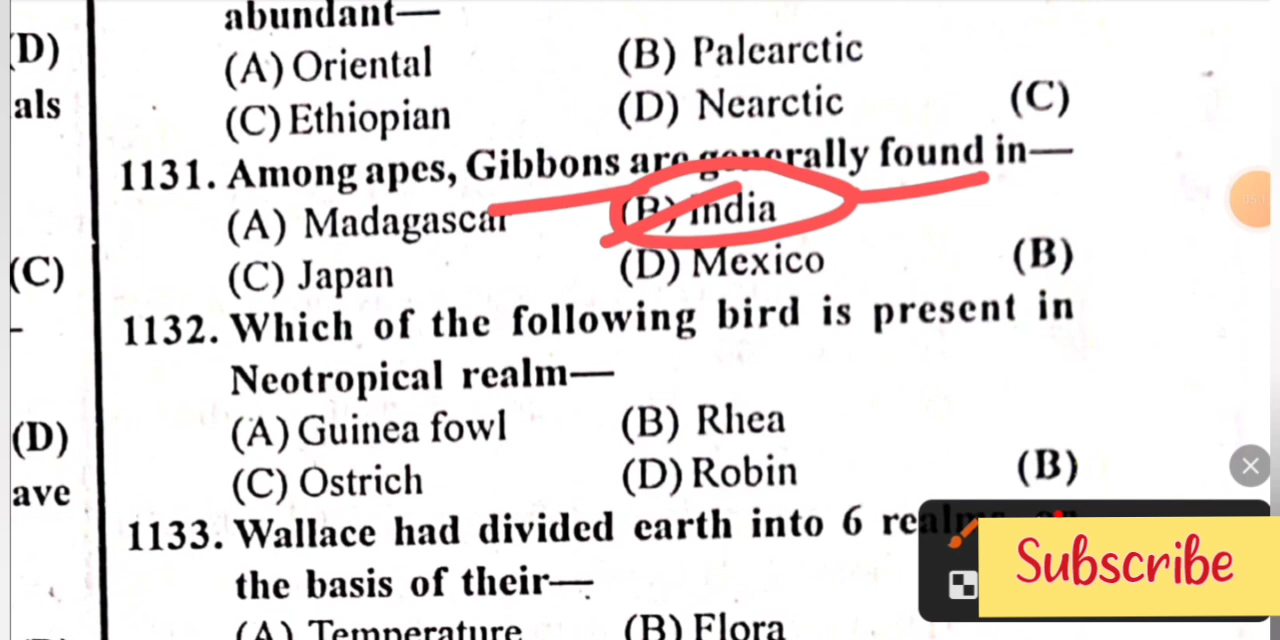 abundant—
(A) Oriental (B) Palearctic
(C) Ethiopian (D) Nearctic (C)
1131. Among apes, Gibbons are generally found in—
(A) Madagascar (B) India
(C) Japan (D) Mexico (B)
1132. Which of the following bird is present in
Neotropical realm—
(A) Guinea fowl (B) Rhea
(C) Ostrich (D) Robin (B)
1133. Wallace had divided earth into 6 realms, on
the basis of their—
(A) Temperature (B) Flora
D)
als
(C)
(D)
ave
Subscribe